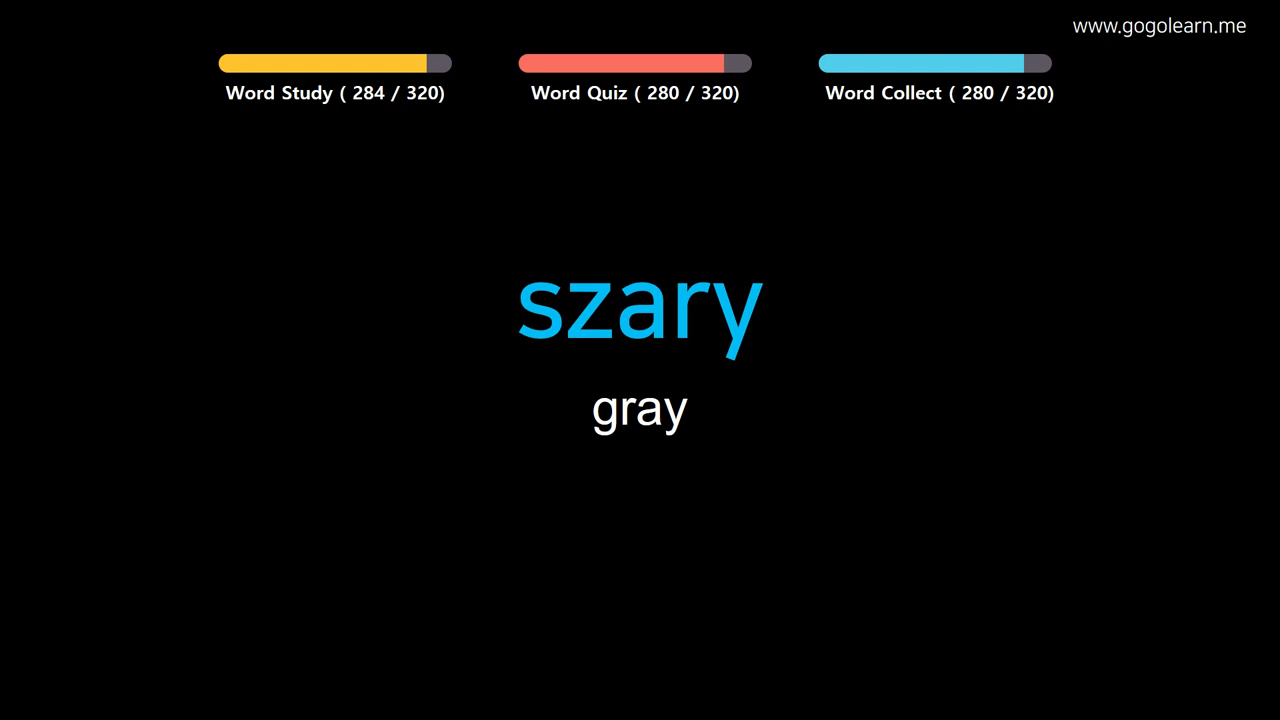 www.gogolearn.me
Word Study ( 284 / 320)
Word Quiz ( 280 / 320)
Word Collect ( 280 / 320)
szary
gray